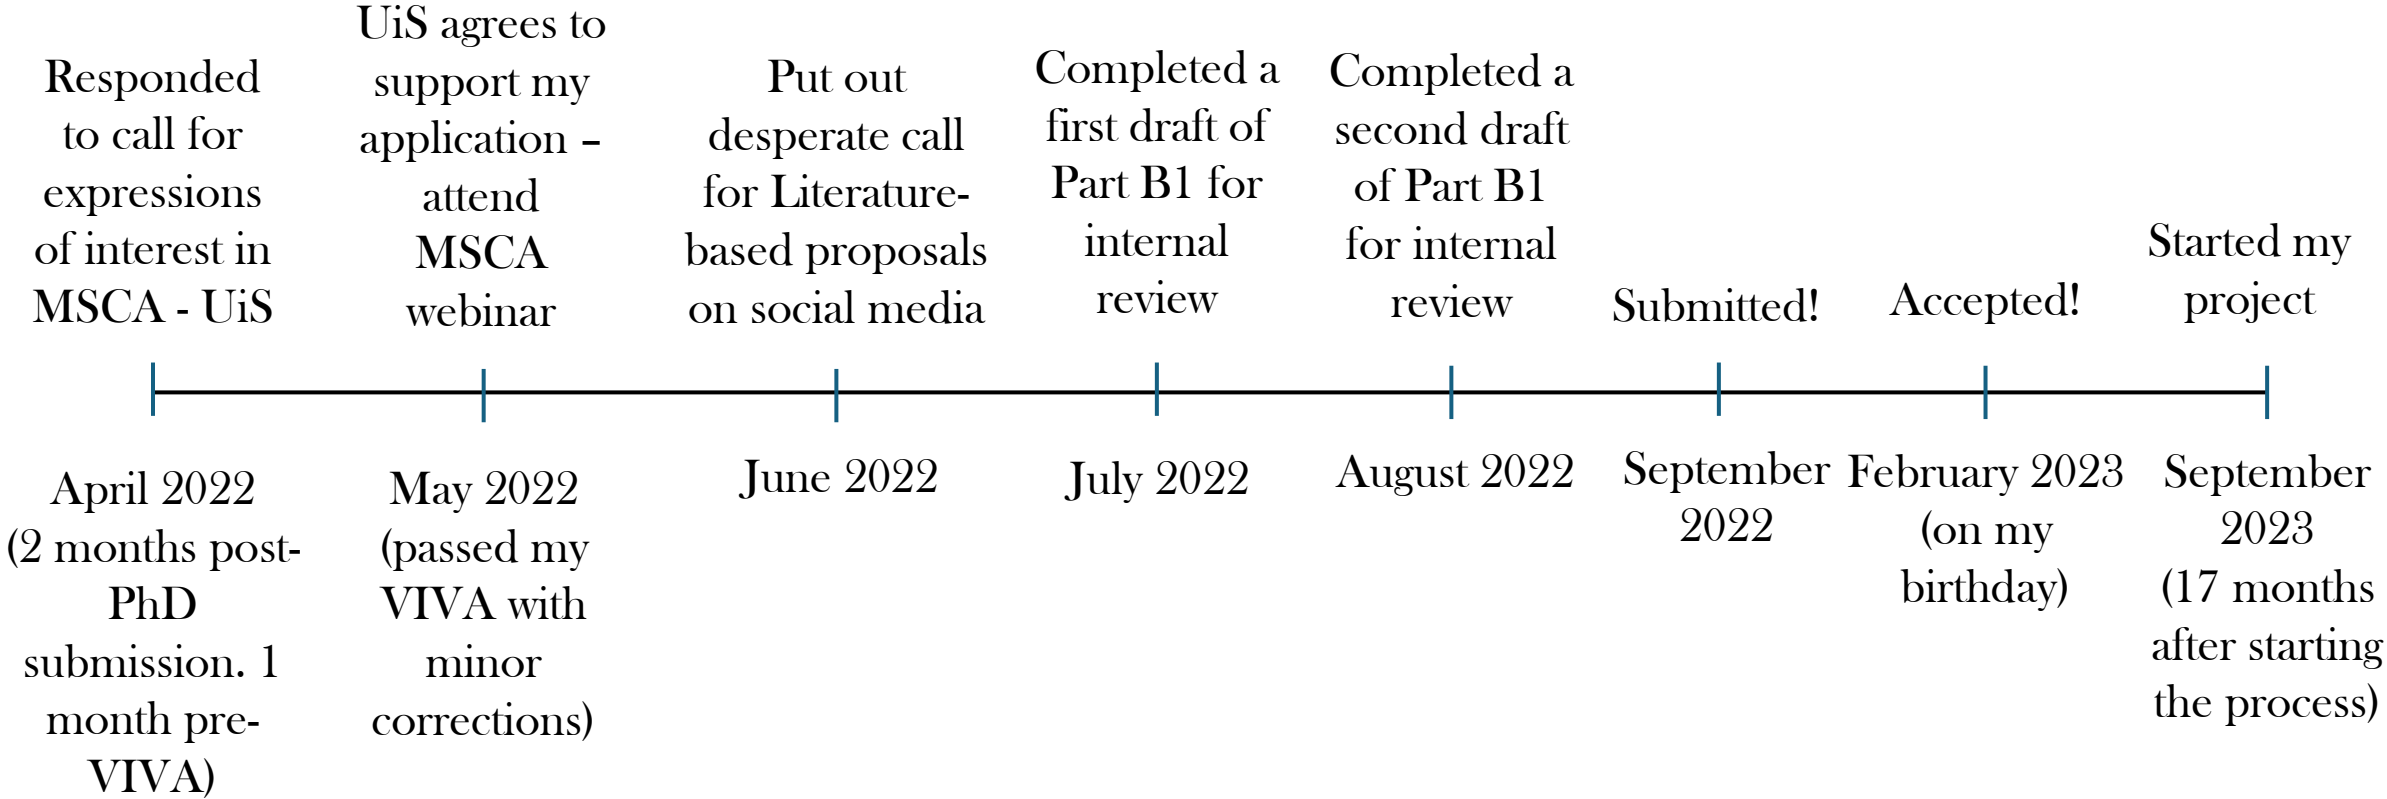 Responded
to call for
expressions
of interest in
MSCA - UiS
UiS agrees to
support my
application –
attend
MSCA
webinar
Put out
desperate call
for Literature-
based proposals
on social media
Completed a
first draft of
Part B1 for
internal
review
Completed a
second draft
of Part B1
for internal
review
Submitted!
Accepted!
Started my
project
April 2022
(2 months post-
PhD
submission. 1
month pre-
VIVA)
May 2022
(passed my
VIVA with
minor
corrections)
June 2022
July 2022
August 2022
September
2022
February 2023
(on my
birthday)
September
2023
(17 months
after starting
the process)